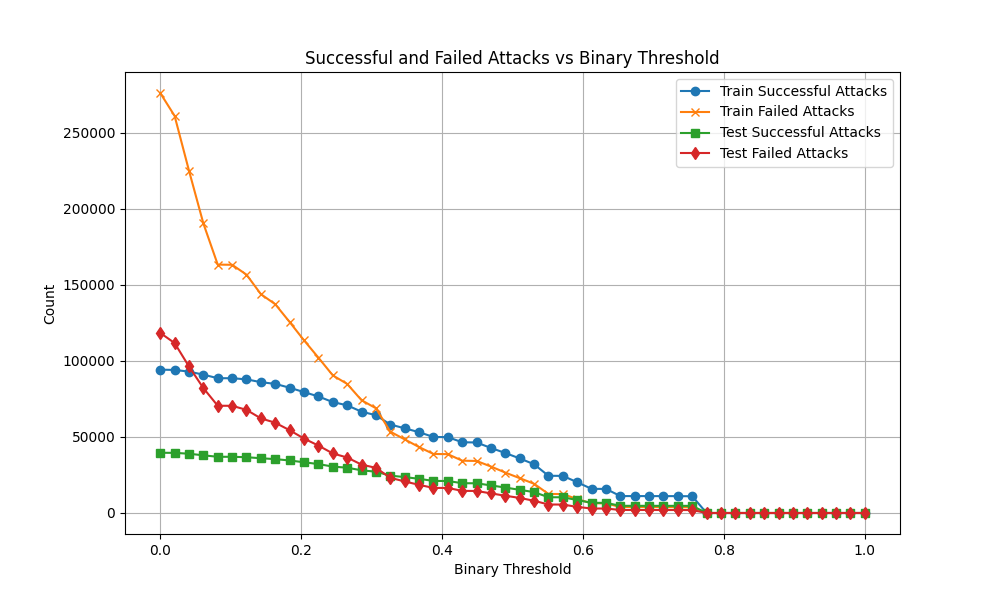 Successful and Failed Attacks vs Binary Threshold
Train Successful Attacks
Train Failed Attacks
Test Successful Attacks
Test Failed Attacks
250000
200000
150000
100000
50000
0
Count
0.0 0.2 0.4 0.6 0.8 1.0
Binary Threshold